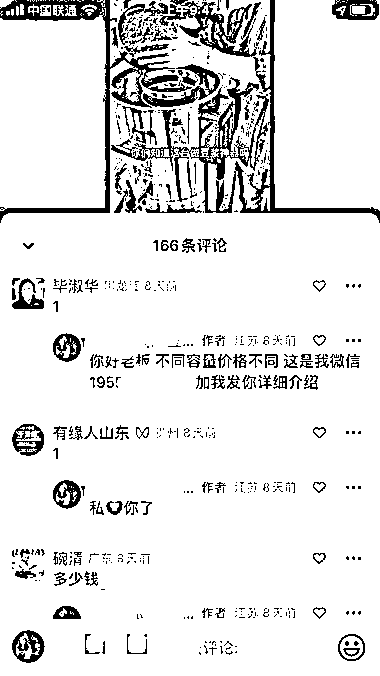 中国联通
上午9:47
166条评论
毕淑华 黑龙江 8天前
1
... 作者 江苏 8天前
你好老板 不同容量价格不同 这是我微信
195 加我发你详细介绍
有缘人山东 8天前
1
... 作者 江苏 8天前
私你了
碗清 广东 8天前
多少钱
... 作者 江苏 8天前
评论